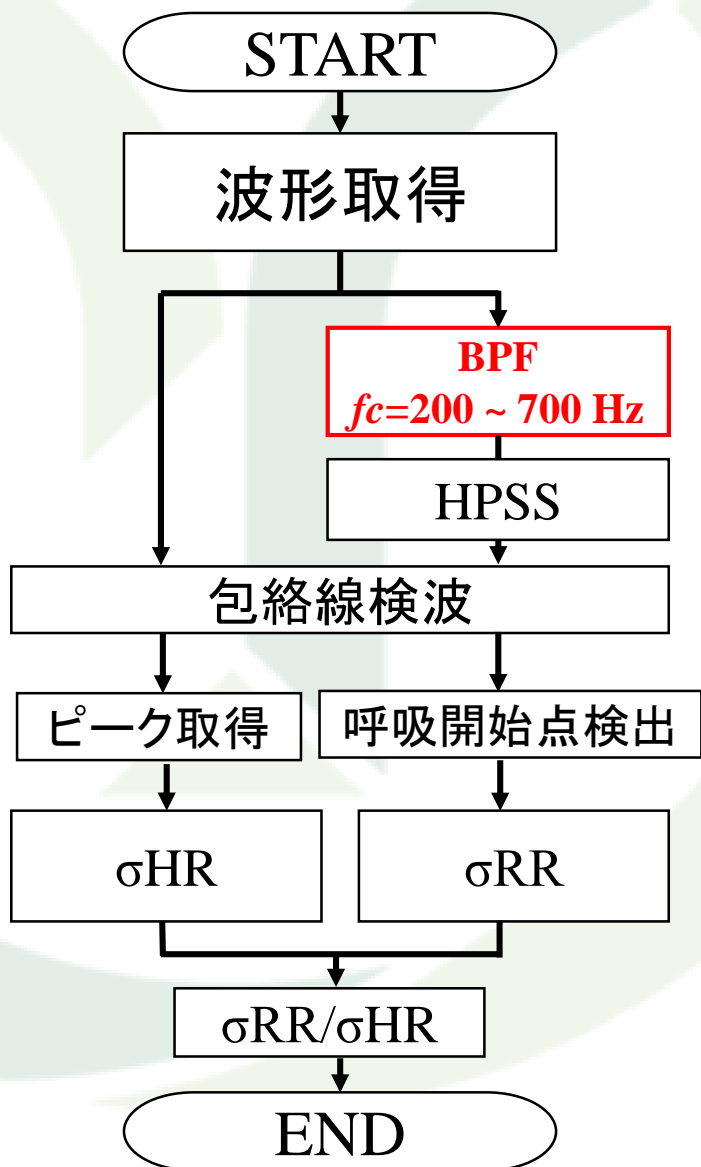 START
波形取得
BPF
fc=200 ~ 700 Hz
HPSS
包絡線検波
ピーク取得
呼吸開始点検出
σHR
σRR
σRR/σHR
END